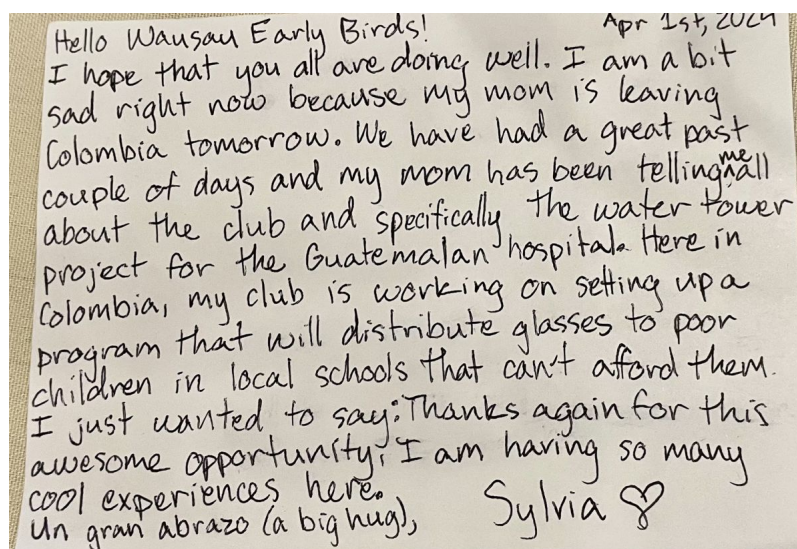 Apr 1st, 2024
Hello Wausau Early Birds!
I hope that you all are doing well. I am a bit
sad right now because my mom is leaving
Colombia tomorrow. We have had a great past
couple of days and my mom has been telling me all
about the club and specifically the water tower
project for the Guatemalan hospital. Here in
Colombia, my club is working on setting up a
program that will distribute glasses to poor
children in local schools that can't afford them.
I just wanted to say: Thanks again for this
awesome opportunity; I am having so many
cool experiences here.
Un gran abrazo (a big hug),
Sylvia